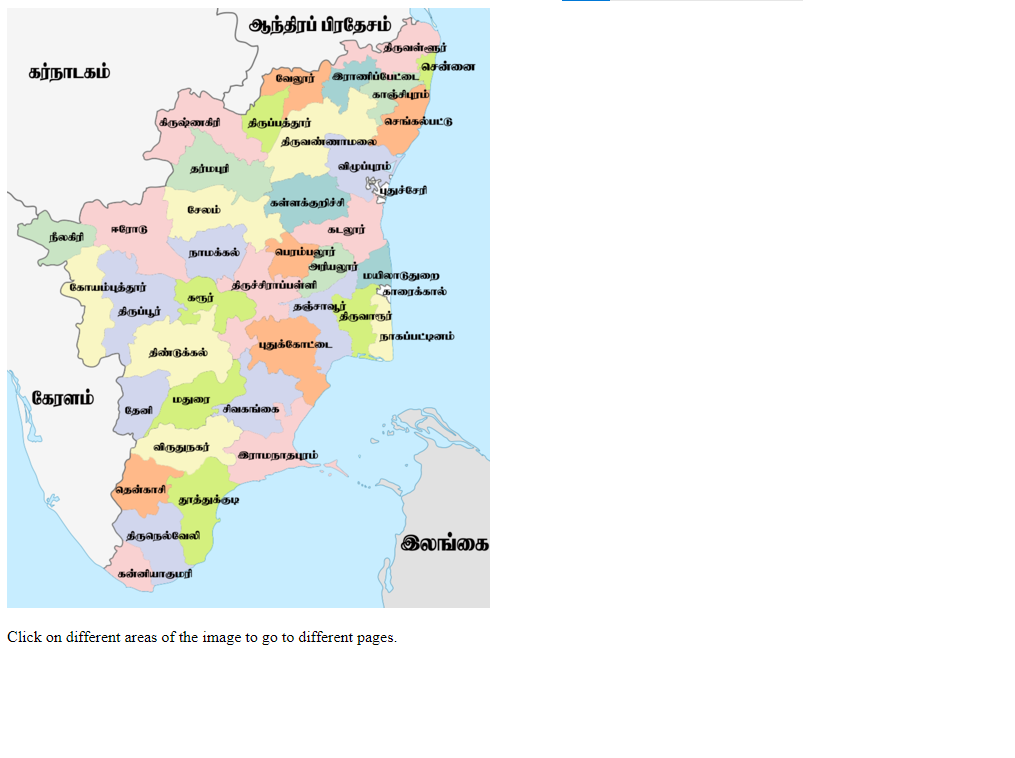 ஆந்திரப் பிரதேசம்
திருவள்ளூர்
சென்னை
கர்நாடகம்
வேலூர்
இராணிப்பேட்டை
காஞ்சிபுரம்
கிருஷ்ணகிரி
திருப்பத்தூர்
செங்கல்பட்டு
திருவண்ணாமலை
தர்மபுரி
விழுப்புரம்
புதுச்சேரி
சேலம்
கள்ளக்குறிச்சி
நீலகிரி
ஈரோடு
கடலூர்
நாமக்கல்
பெரம்பலூர்
அரியலூர்
மயிலாடுதுறை
கோயம்புத்தூர்
திருச்சிராப்பள்ளி
காரைக்கால்
கரூர்
திருப்பூர்
தஞ்சாவூர்
திருவாரூர்
நாகப்பட்டினம்
திண்டுக்கல்
புதுக்கோட்டை
கேரளம்
தேனி
மதுரை
சிவகங்கை
விருதுநகர்
இராமநாதபுரம்
தென்காசி
தூத்துக்குடி
திருநெல்வேலி
இலங்கை
கன்னியாகுமரி
Click on different areas of the image to go to different pages.